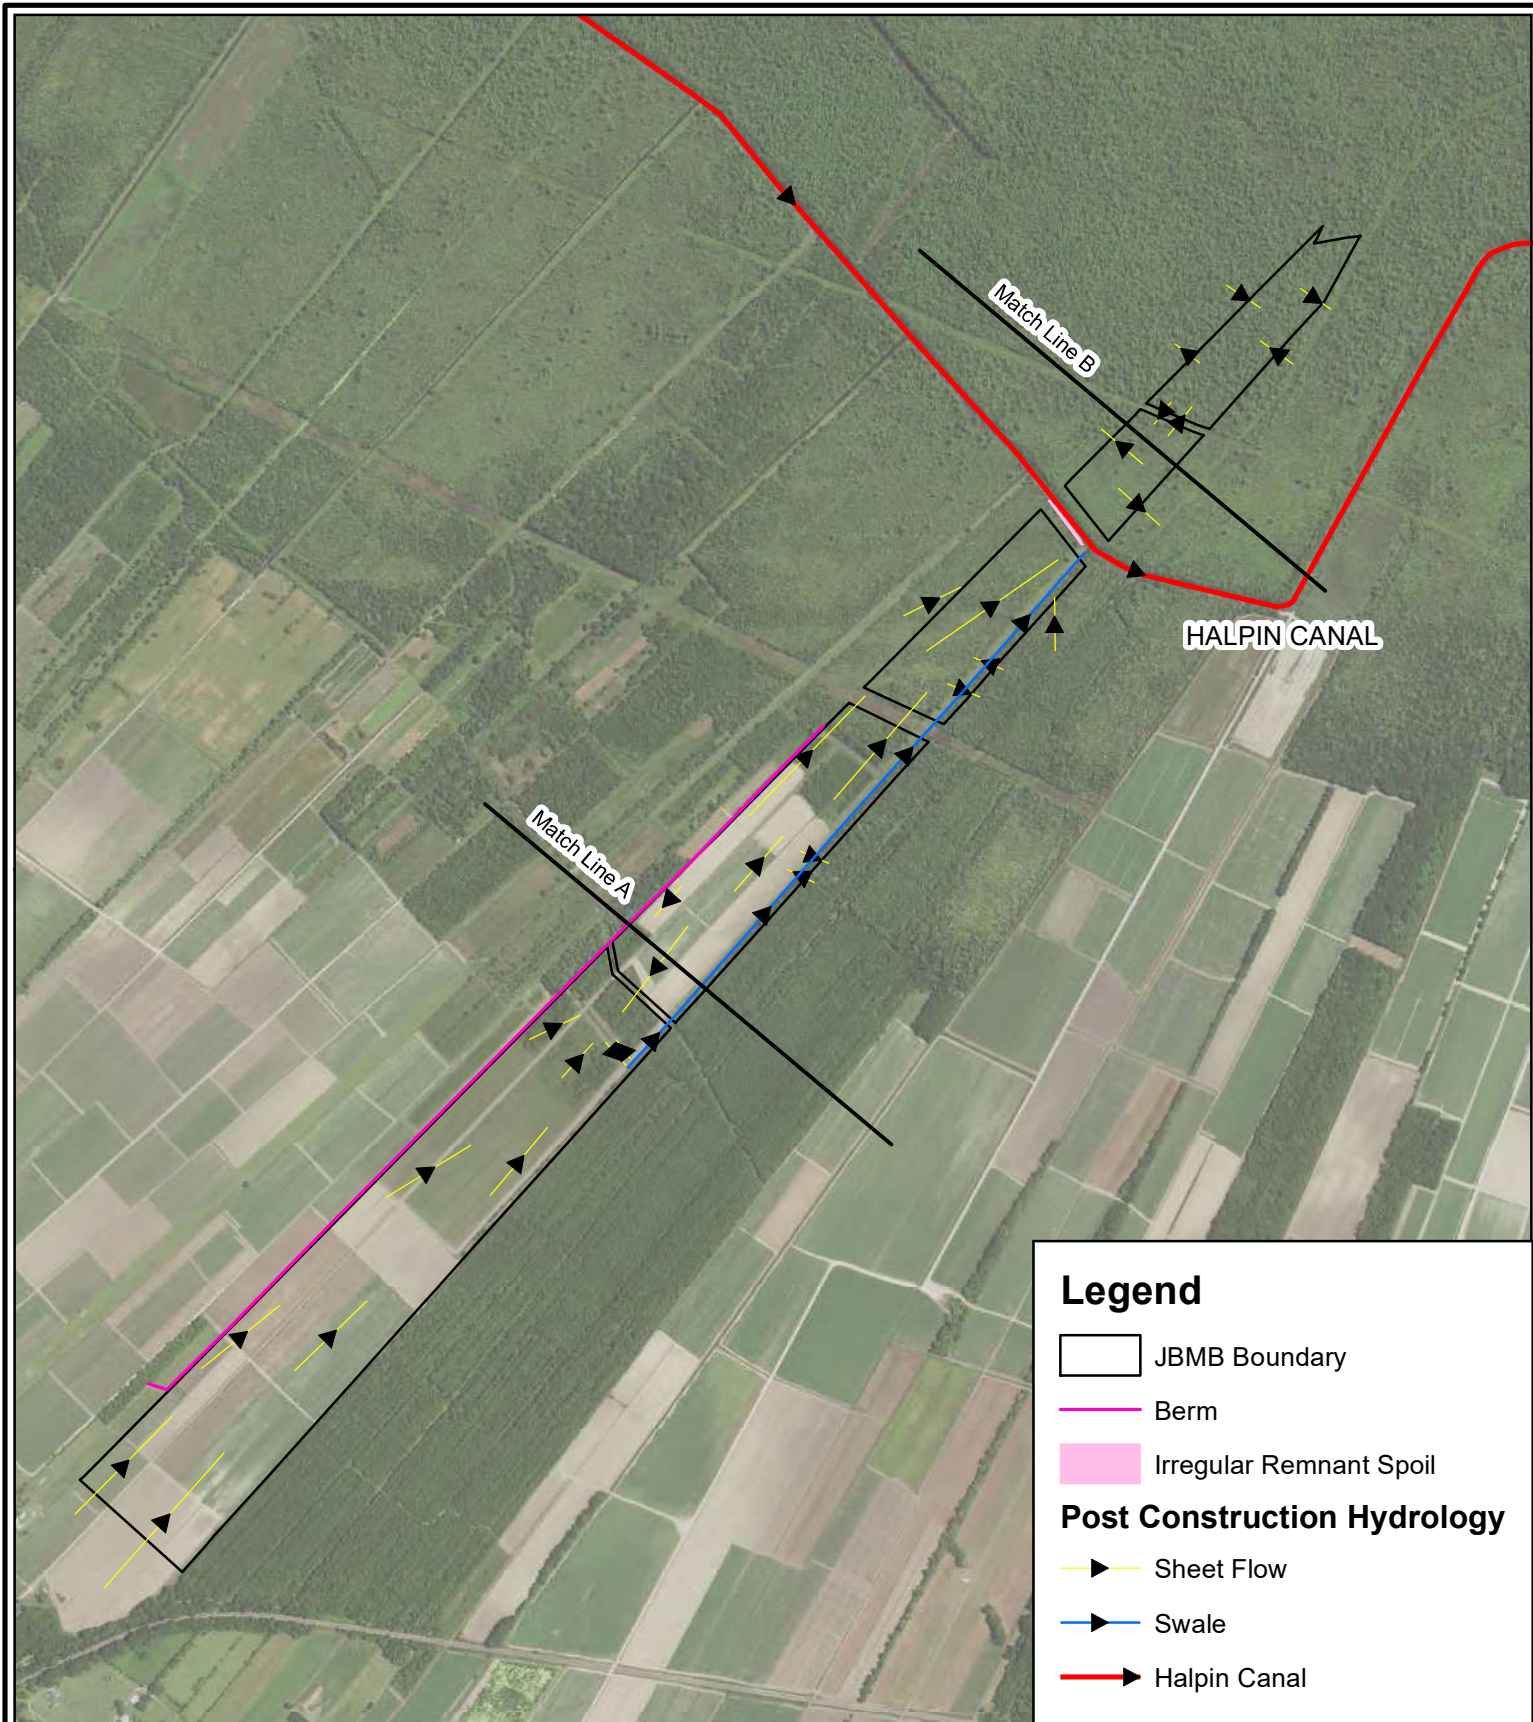 Match Line B
HALPIN CANAL
Match Line A
Legend
JBMB Boundary
Berm
Irregular Remnant Spoil
Post Construction Hydrology
Sheet Flow
Swale
Halpin Canal